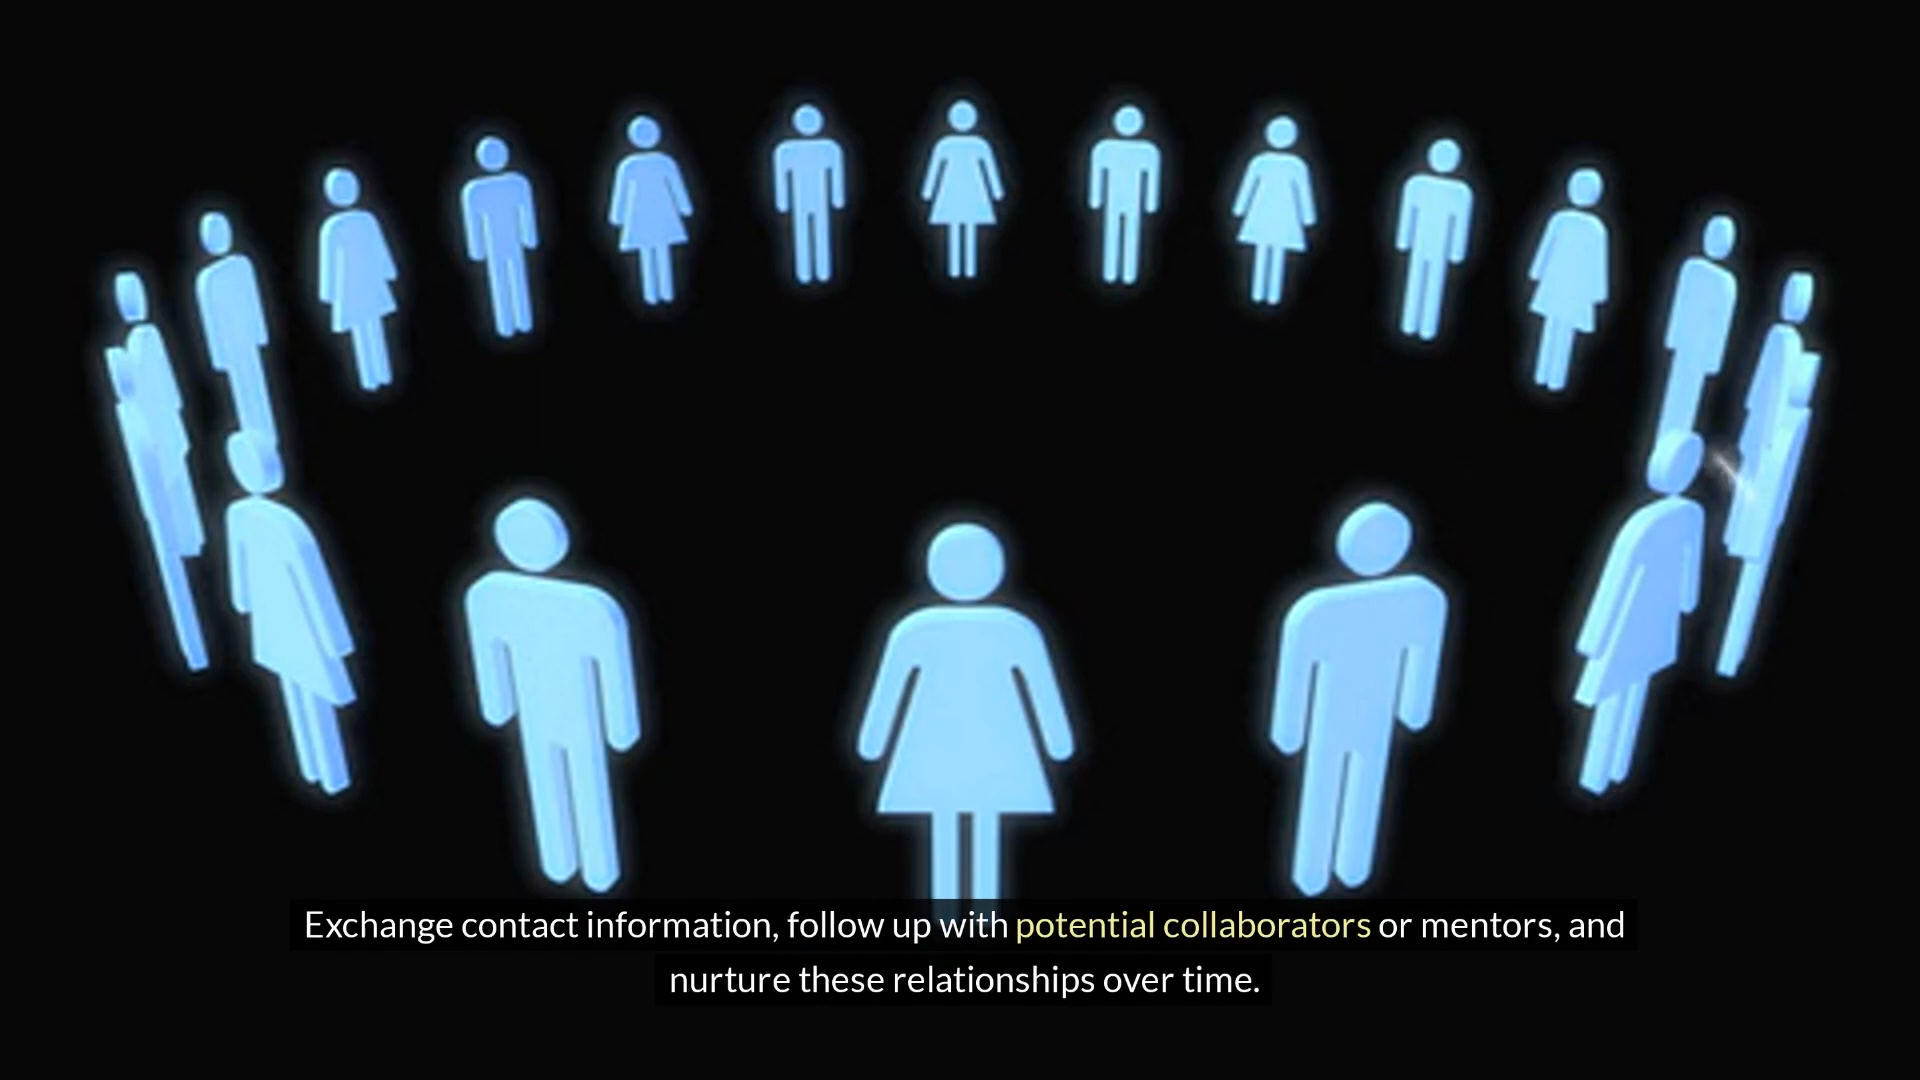 Exchange contact information, follow up with potential collaborators or mentors, and
nurture these relationships over time.